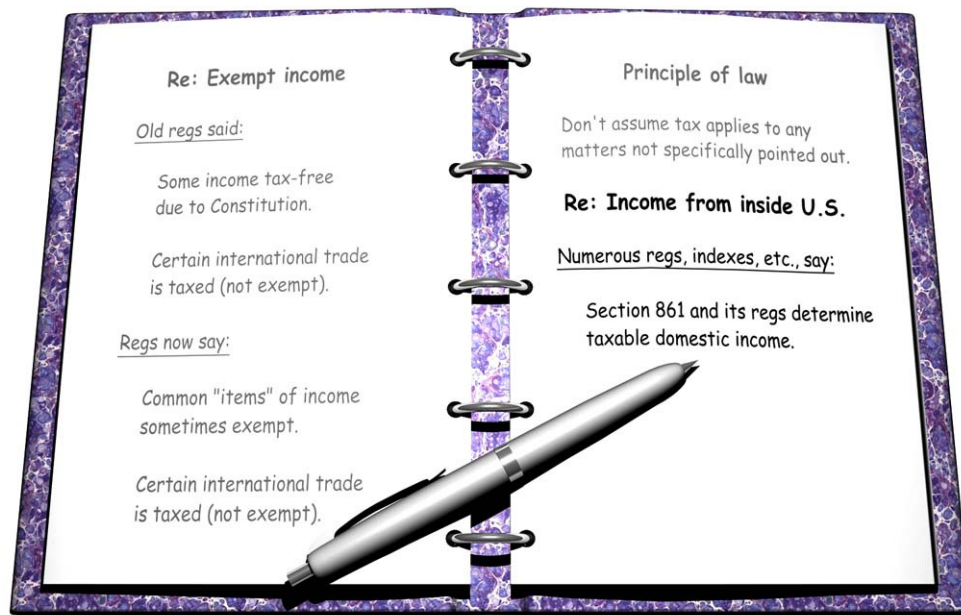 Re: Exempt income
Old regs said:
Some income tax-free
due to Constitution.
Certain international trade
is taxed (not exempt).
Regs now say:
Common "items" of income
sometimes exempt.
Certain international trade
is taxed (not exempt).
Principle of law
Don't assume tax applies to any
matters not specifically pointed out.
Re: Income from inside U.S.
Numerous regs, indexes, etc., say:
Section 861 and its regs determine
taxable domestic income.